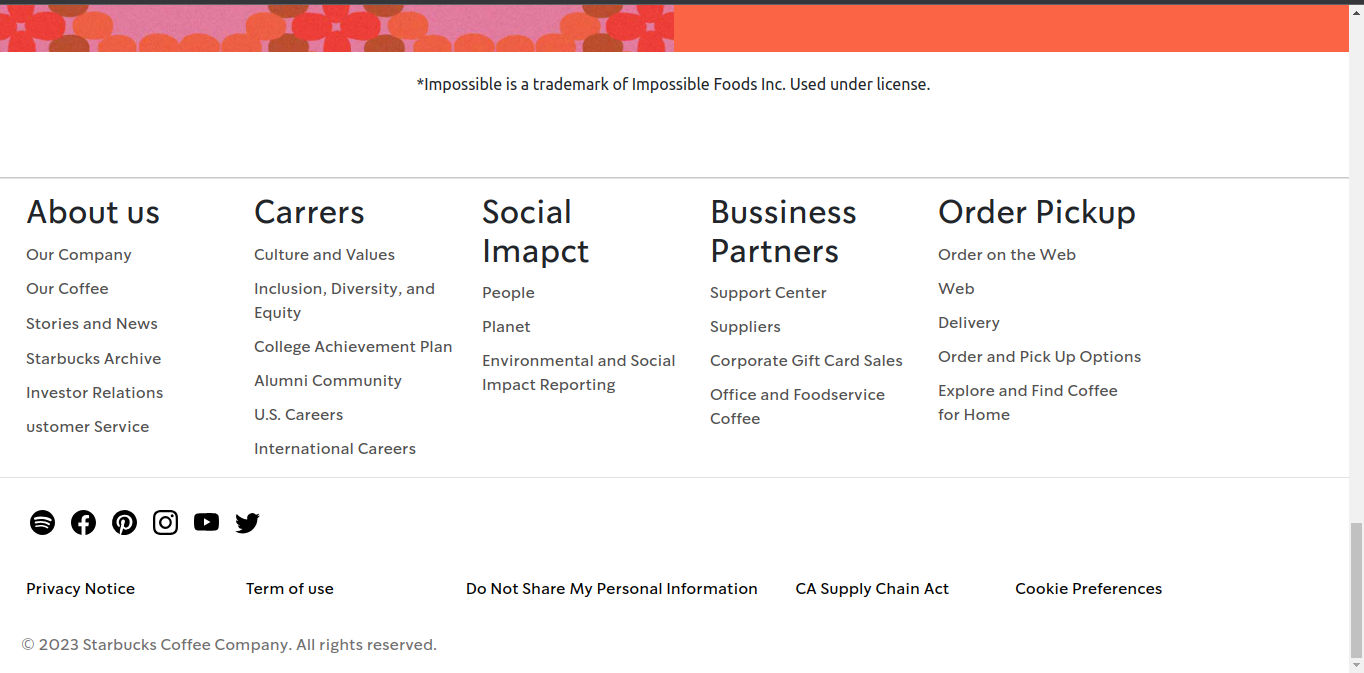 *Impossible is a trademark of Impossible Foods Inc. Used under license.
About us
Our Company
Our Coffee
Stories and News
Starbucks Archive
Investor Relations
ustomer Service
Carrers
Culture and Values
Inclusion, Diversity, and
Equity
College Achievement Plan
Alumni Community
U.S. Careers
International Careers
Social
Imapct
People
Planet
Environmental and Social
Impact Reporting
Bussiness
Partners
Support Center
Suppliers
Corporate Gift Card Sales
Office and Foodservice
Coffee
Order Pickup
Order on the Web
Web
Delivery
Order and Pick Up Options
Explore and Find Coffee
for Home
Privacy Notice
Term of use
Do Not Share My Personal Information
CA Supply Chain Act
Cookie Preferences
© 2023 Starbucks Coffee Company. All rights reserved.